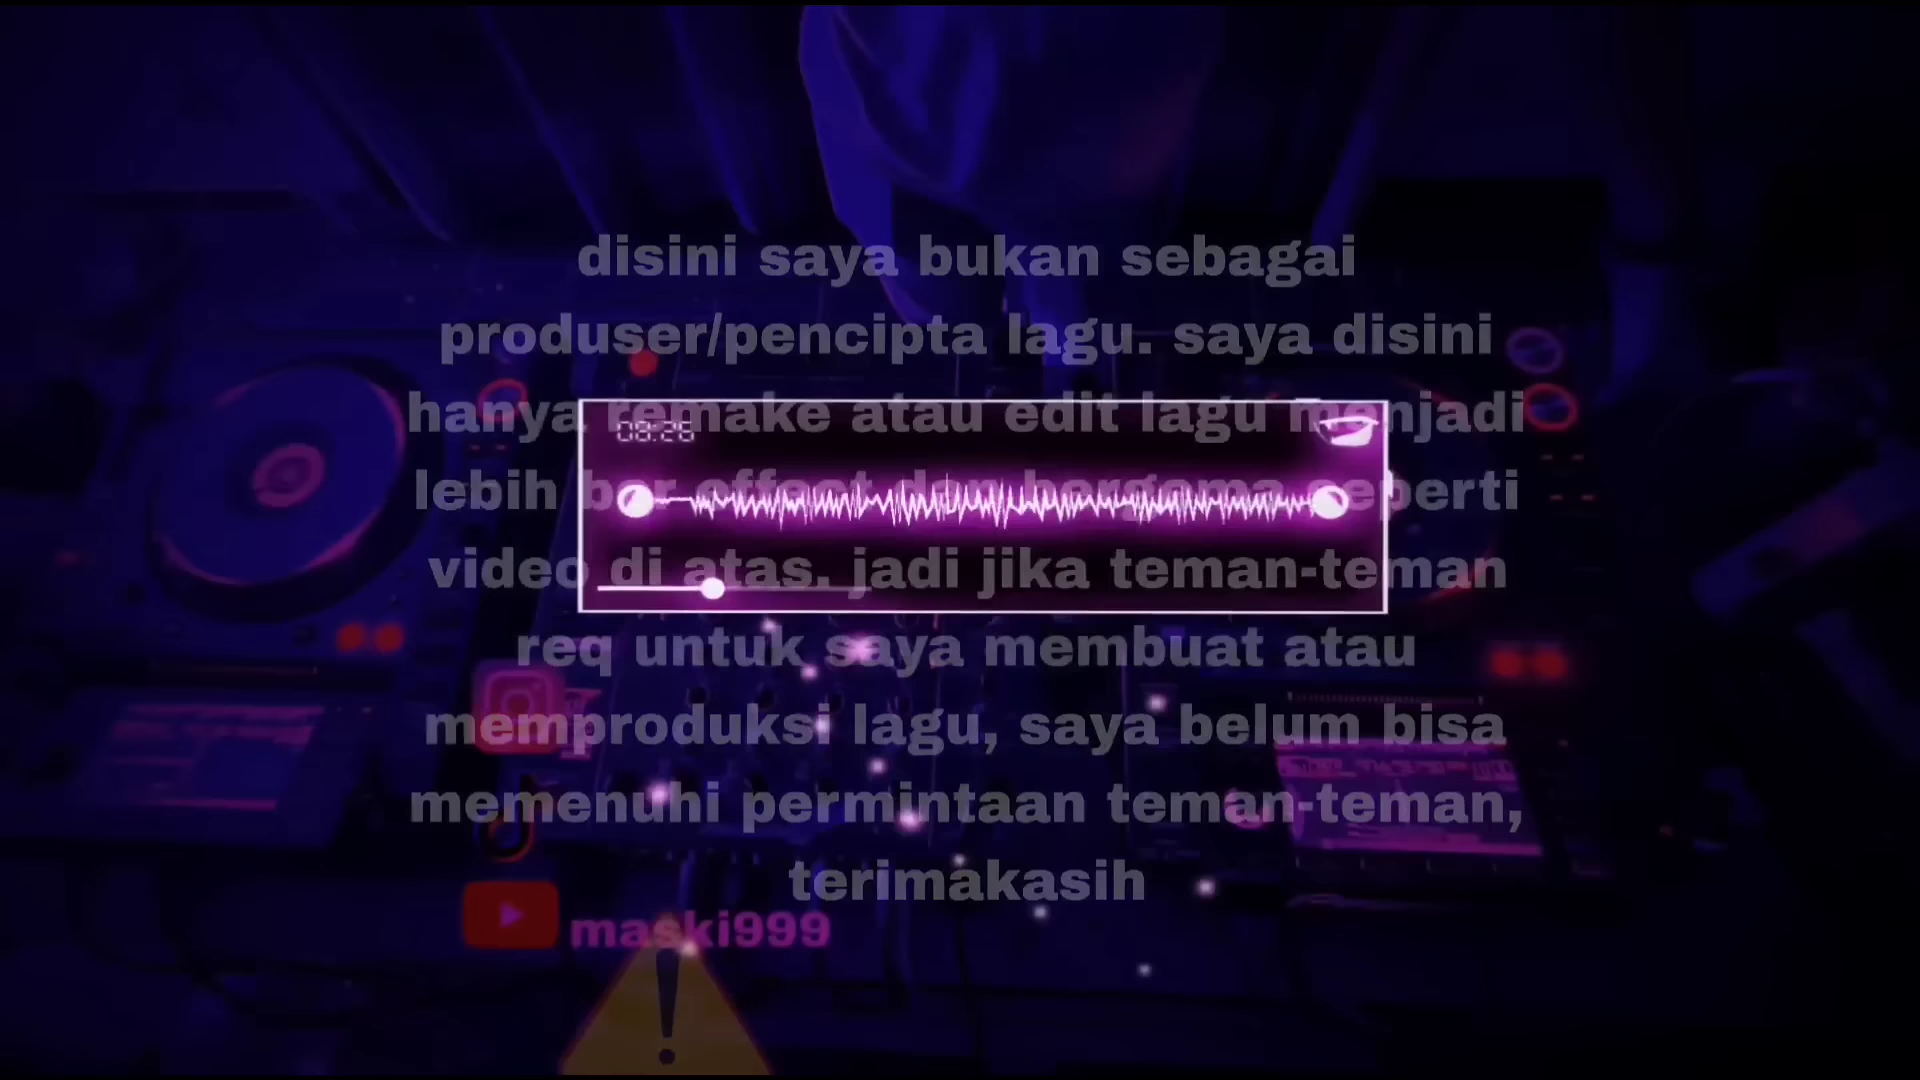 disini saya bukan sebagai
produser/pencipta lagu. saya disini
hanya remake atau edit lagu menjadi
08:26
lebih ber effect dan bergema seperti
video di atas. jadi jika teman-teman
req untuk saya membuat atau
memproduksi lagu, saya belum bisa
memenuhi permintaan teman-teman,
terimakasih
maski999